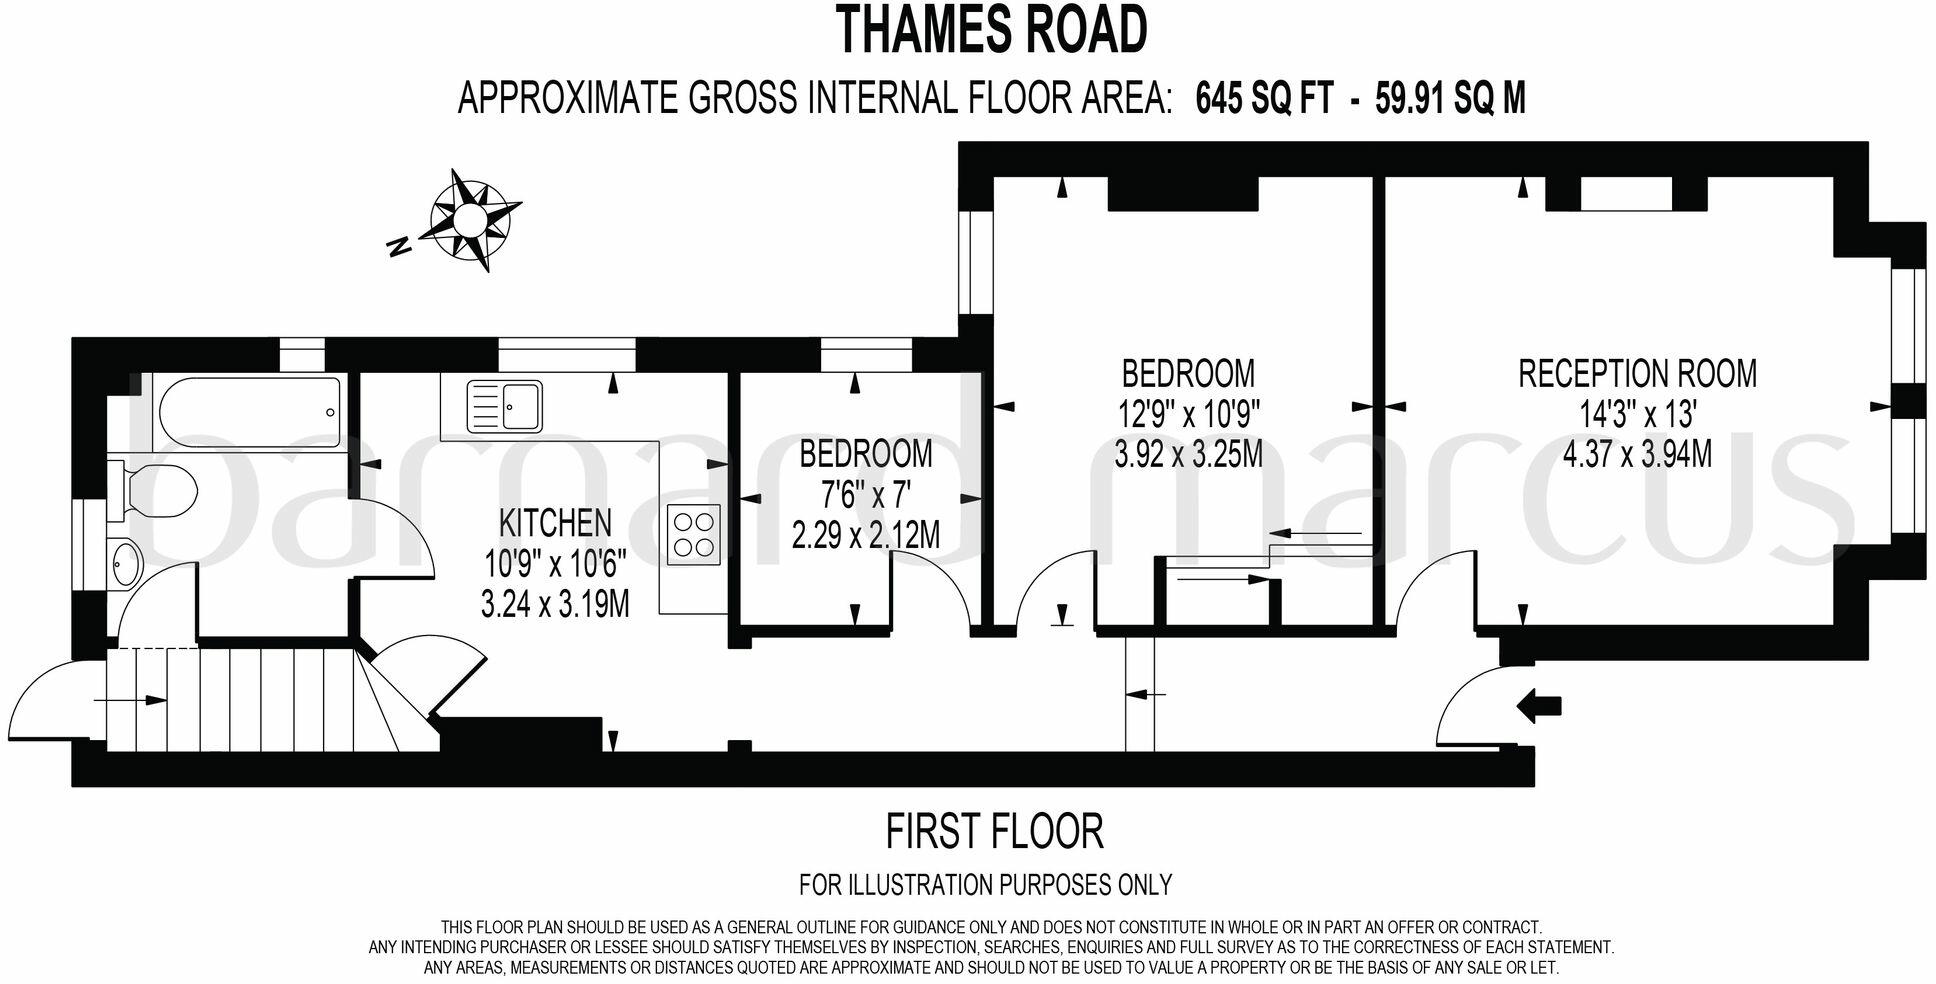 THAMES ROAD
APPROXIMATE GROSS INTERNAL FLOOR AREA: 645 SQ FT - 59.91 SQ M
N
BEDROOM
12'9" x 10'9"
3.92 x 3.25M
RECEPTION ROOM
14'3" x 13'
4.37 x 3.94M
BEDROOM
7'6" x 7'
2.29 x 2.12M
KITCHEN
10'9" x 10'6"
3.24 x 3.19M
barnard marcus
FIRST FLOOR
FOR ILLUSTRATION PURPOSES ONLY
THIS FLOOR PLAN SHOULD BE USED AS A GENERAL OUTLINE FOR GUIDANCE ONLY AND DOES NOT CONSTITUTE IN WHOLE OR IN PART AN OFFER OR CONTRACT.
ANY INTENDING PURCHASER OR LESSEE SHOULD SATISFY THEMSELVES BY INSPECTION, SEARCHES, ENQUIRIES AND FULL SURVEY AS TO THE CORRECTNESS OF EACH STATEMENT.
ANY AREAS, MEASUREMENTS OR DISTANCES QUOTED ARE APPROXIMATE AND SHOULD NOT BE USED TO VALUE A PROPERTY OR BE THE BASIS OF ANY SALE OR LET.